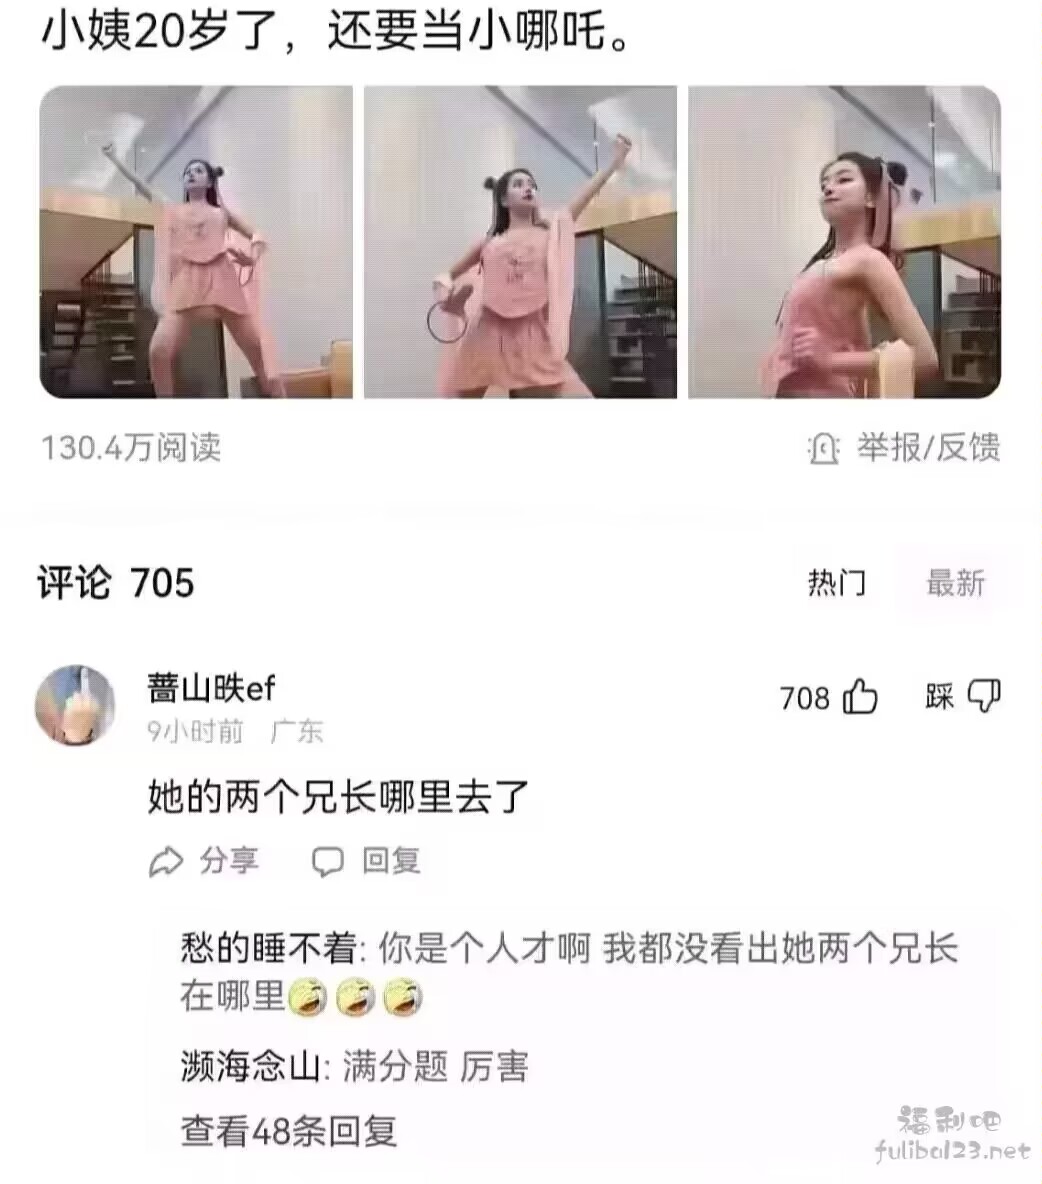 小姨20岁了，还要当小哪吒。
130.4万阅读
举报/反馈
评论 705
热门
最新
蔷山昳ef
708
踩
9小时前 广东
她的两个兄长哪里去了
分享
回复
愁的睡不着: 你是个人才啊 我都没看出她两个兄长
在哪里
濒海念山: 满分题 厉害
查看48条回复
福利吧
fulibal23.net